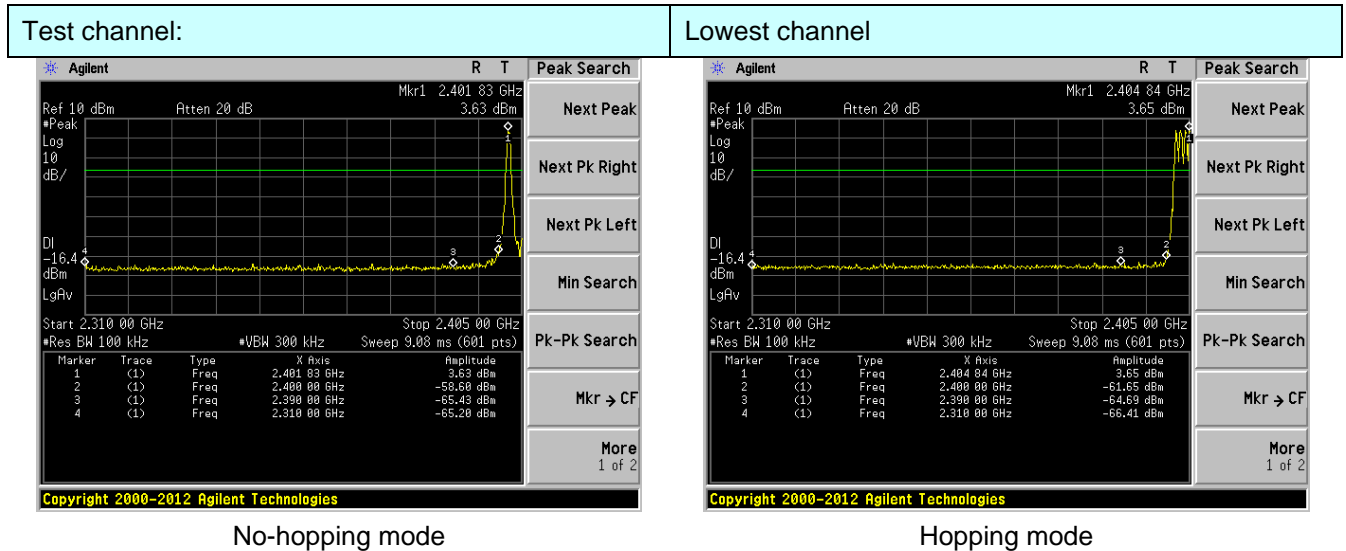 Test channel: Lowest channel
Agilent R T Peak Search
Mkr1 2.401 83 GHz
Ref 10 dBm Atten 20 dB 3.63 dBm
#Peak
Log
10
dB/
DI
-16.4
dBm
LgAv
1
2
3
4
Start 2.310 00 GHz Stop 2.405 00 GHz
#Res BW 100 kHz #VBW 300 kHz Sweep 9.08 ms (601 pts)
Marker Trace Type X Axis Amplitude
1 (1) Freq 2.401 83 GHz 3.63 dBm
2 (1) Freq 2.400 00 GHz -58.60 dBm
3 (1) Freq 2.390 00 GHz -65.43 dBm
4 (1) Freq 2.310 00 GHz -65.20 dBm
Next Peak
Next Pk Right
Next Pk Left
Min Search
Pk-Pk Search
Mkr → CF
More
1 of 2
Copyright 2000-2012 Agilent Technologies
No-hopping mode
Agilent R T Peak Search
Mkr1 2.404 84 GHz
Ref 10 dBm Atten 20 dB 3.65 dBm
#Peak
Log
10
dB/
DI
-16.4
dBm
LgAv
1
2
3
4
Start 2.310 00 GHz Stop 2.405 00 GHz
#Res BW 100 kHz #VBW 300 kHz Sweep 9.08 ms (601 pts)
Marker Trace Type X Axis Amplitude
1 (1) Freq 2.404 84 GHz 3.65 dBm
2 (1) Freq 2.400 00 GHz -61.65 dBm
3 (1) Freq 2.390 00 GHz -64.69 dBm
4 (1) Freq 2.310 00 GHz -66.41 dBm
Next Peak
Next Pk Right
Next Pk Left
Min Search
Pk-Pk Search
Mkr → CF
More
1 of 2
Copyright 2000-2012 Agilent Technologies
Hopping mode